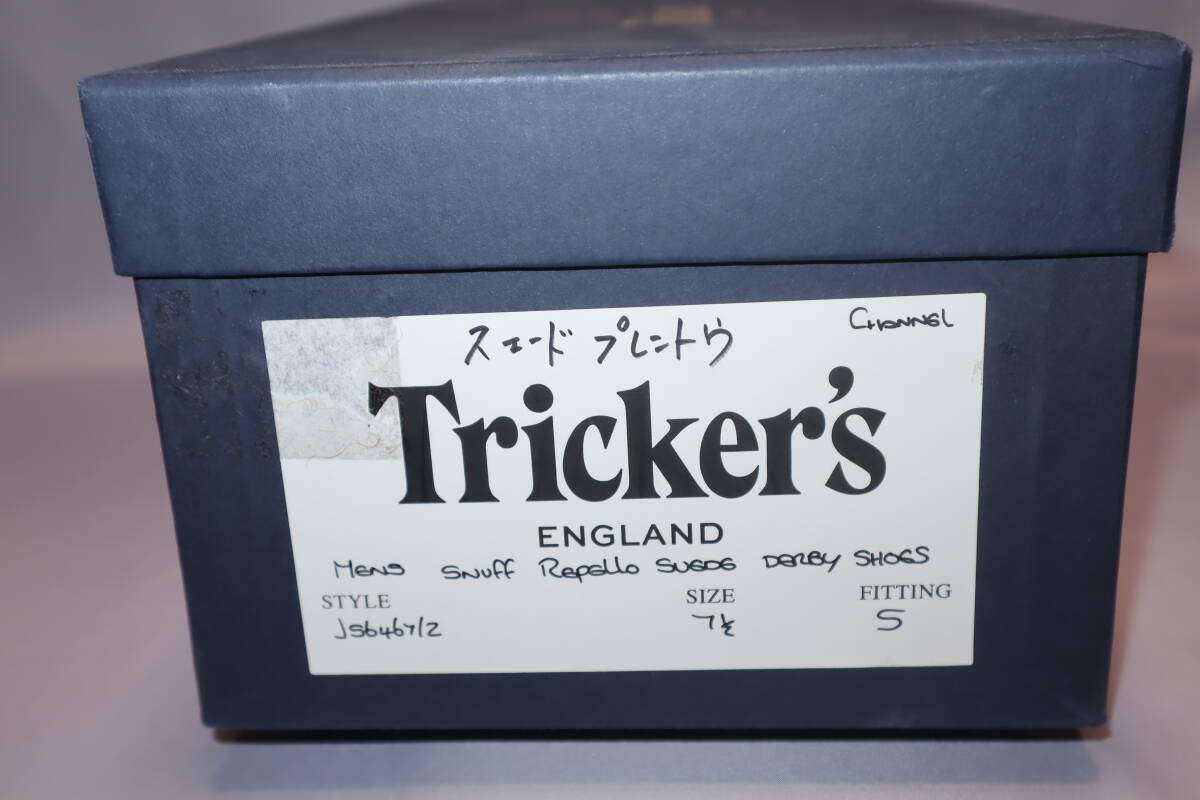 スエード プレントウ
CHANNEL
Tricker's
ENGLAND
MENS SNUFF Repello SUEDE DERBY SHOES
STYLE SIZE FITTING
JS6467/2 7½ 5